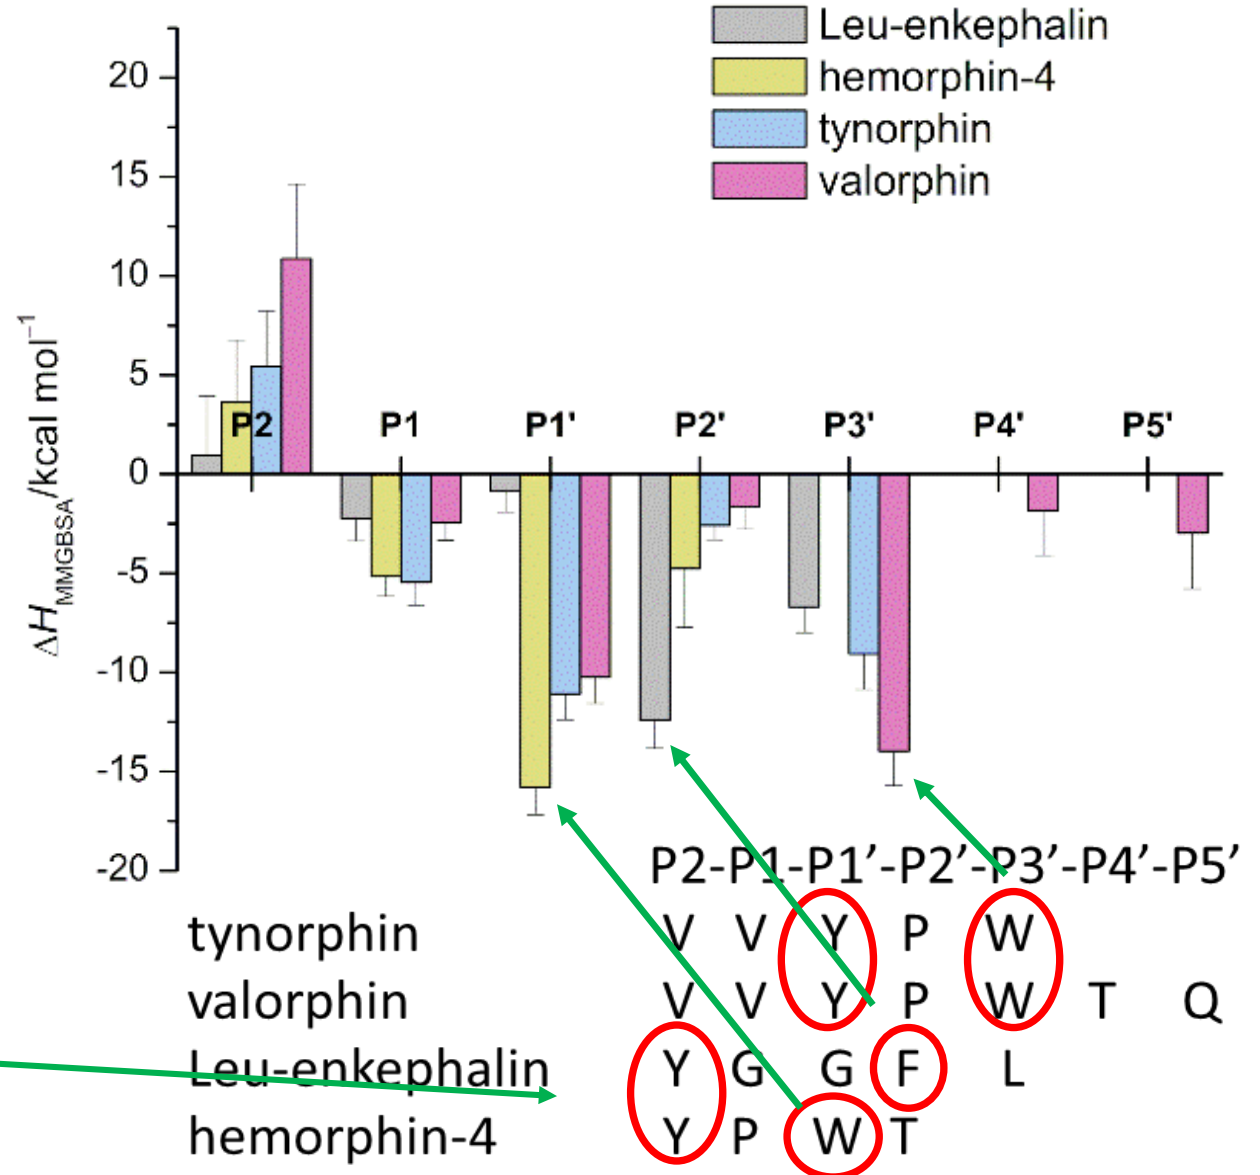 Leu-enkephalin
hemorphin-4
tynorphin
valorphin
20
15
10
5
0
-5
-10
-15
-20
ΔH_MMGBSA/kcal mol⁻¹
P2 P1 P1' P2' P3' P4' P5'
P2-P1-P1’-P2’-P3’-P4’-P5’
tynorphin V V Y P W
valorphin V V Y P W T Q
Leu-enkephalin Y G G F L
hemorphin-4 Y P W T